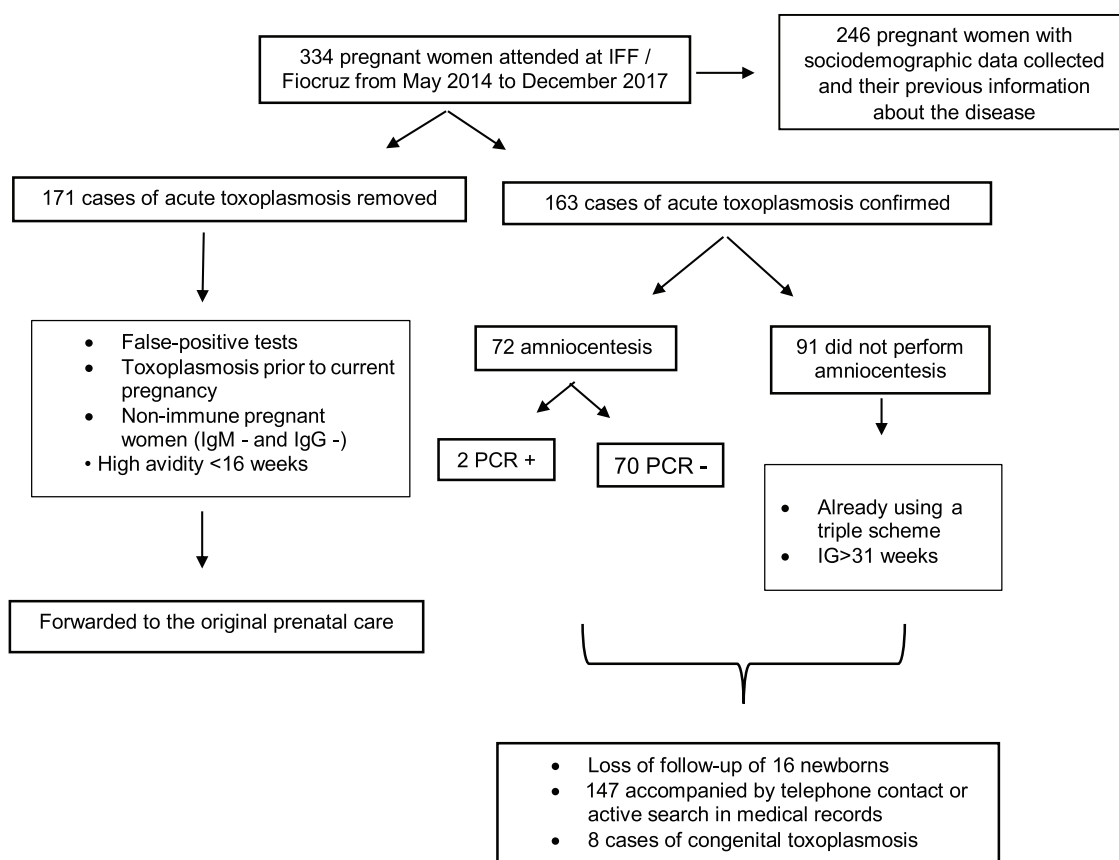 334 pregnant women attended at IFF /
Fiocruz from May 2014 to December 2017
246 pregnant women with
sociodemographic data collected
and their previous information
about the disease
171 cases of acute toxoplasmosis removed
163 cases of acute toxoplasmosis confirmed
• False-positive tests
• Toxoplasmosis prior to current
pregnancy
• Non-immune pregnant
women (IgM - and IgG -)
• High avidity <16 weeks
72 amniocentesis
91 did not perform
amniocentesis
2 PCR +
70 PCR -
• Already using a
triple scheme
• IG>31 weeks
Forwarded to the original prenatal care
• Loss of follow-up of 16 newborns
• 147 accompanied by telephone contact or
active search in medical records
• 8 cases of congenital toxoplasmosis